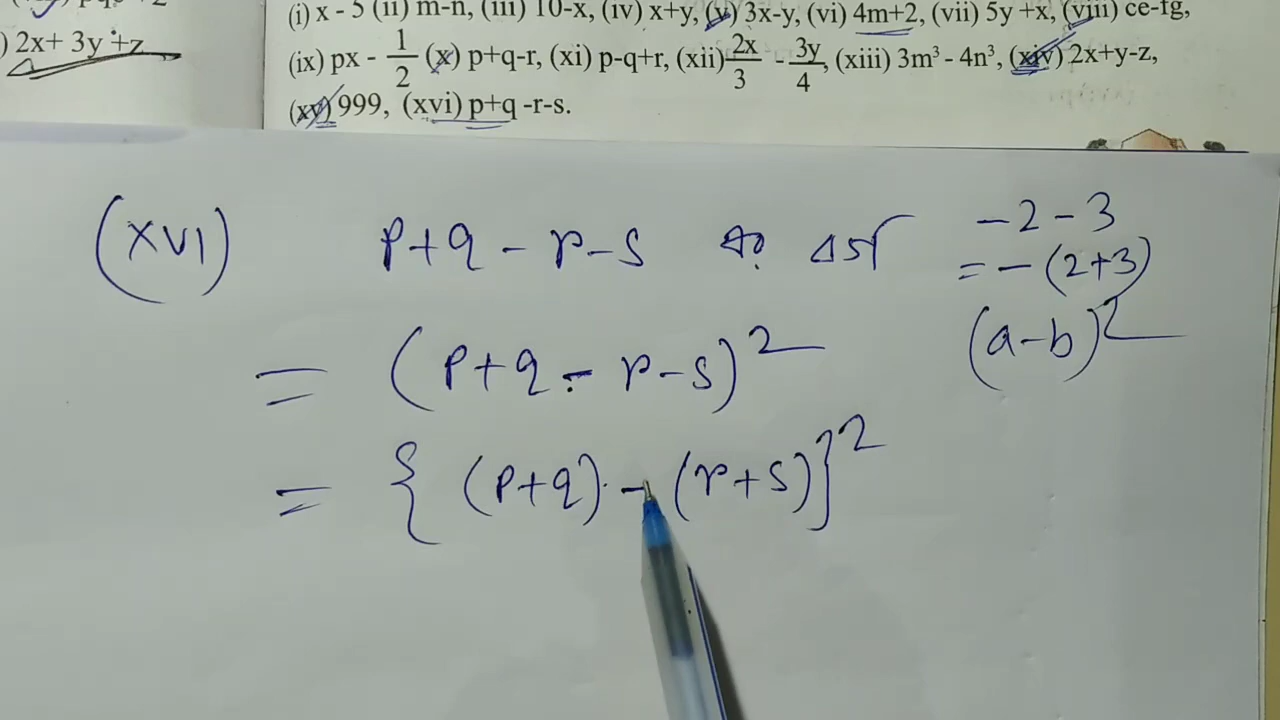 (i) x - 5 (ii) m-n, (iii) 10-x, (iv) x+y, (v) 3x-y, (vi) 4m+2, (vii) 5y +x, (viii) ce-fg,
) 2x+ 3y +z
(ix) px - 1/2 (x) p+q-r, (xi) p-q+r, (xii) 2x/3 - 3y/4, (xiii) 3m³ - 4n³, (xiv) 2x+y-z,
(xv) 999, (xvi) p+q -r-s.
(XVI) P+q - r - s এর বর্গ
- 2 - 3
= - (2+3)
(a-b)²
= (P+q - r-s)²
= { (P+q) - (r+s)}²